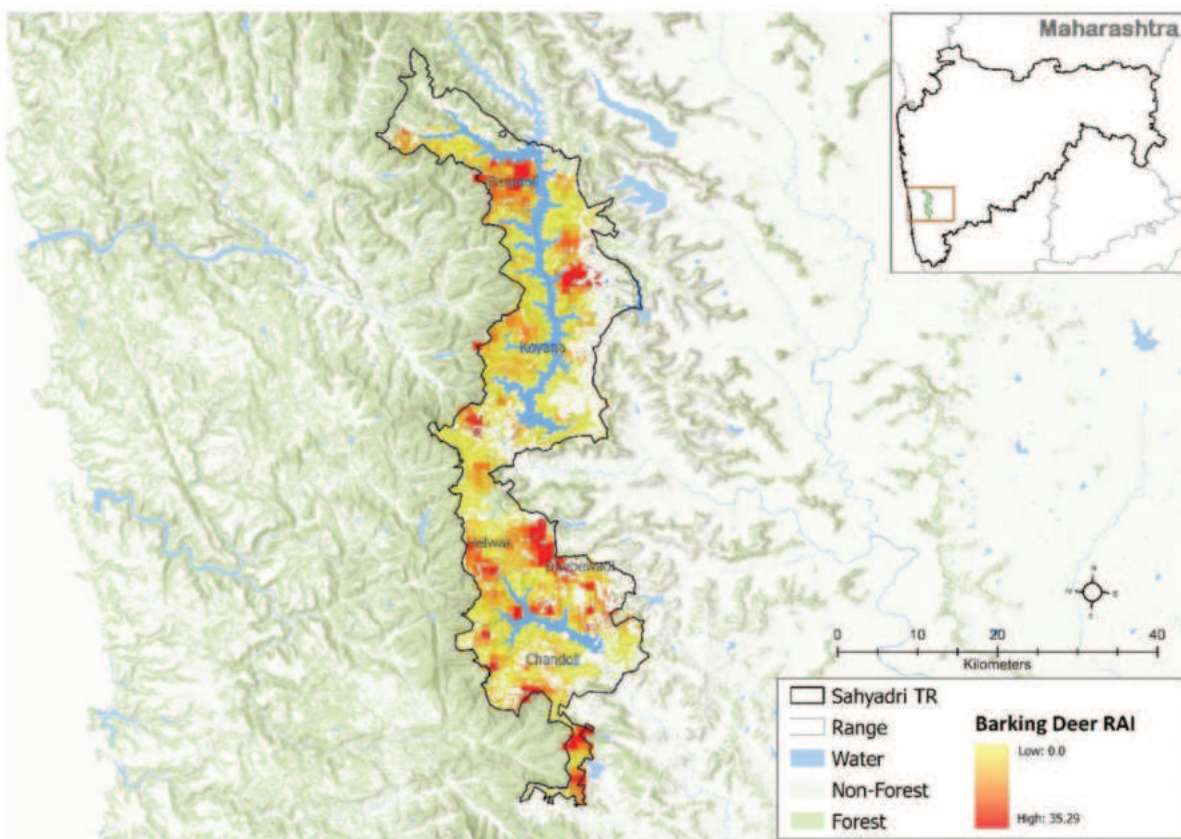 Maharashtra
Koyana
Helwak
Chandoli
N
0 10 20 40
Kilometers
Sahyadri TR
Range
Water
Non-Forest
Forest
Barking Deer RAI
Low: 0.0
High: 35.29